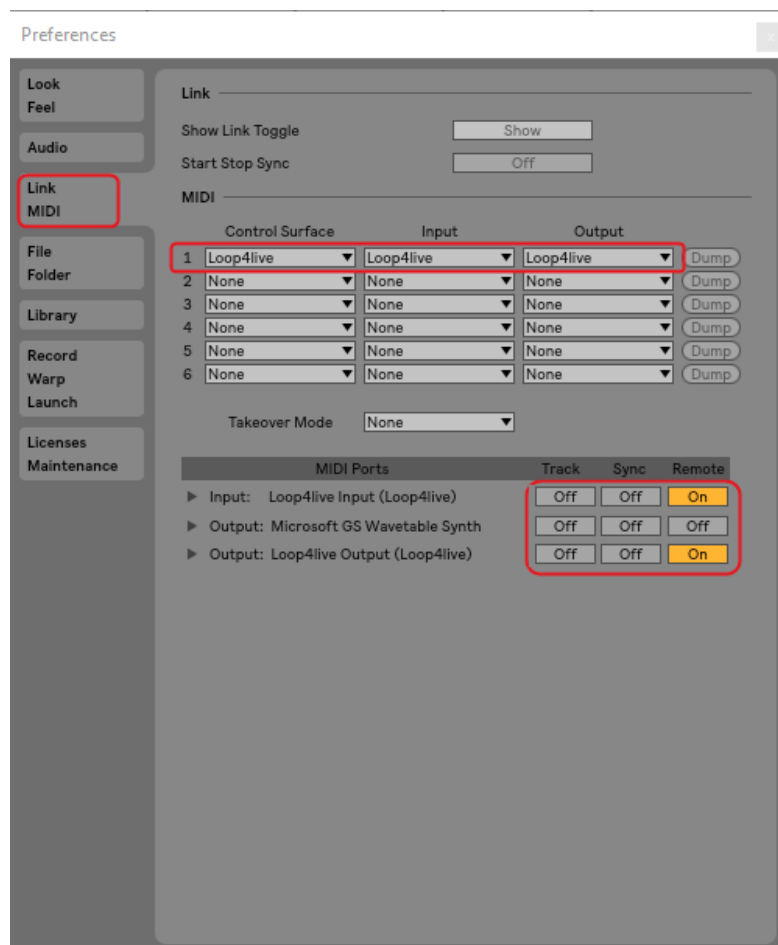 Preferences
Look
Feel
Audio
Link
MIDI
File
Folder
Library
Record
Warp
Launch
Licenses
Maintenance
Link
Show Link Toggle Show
Start Stop Sync Off
MIDI
Control Surface Input Output
1 Loop4live Loop4live Loop4live Dump
2 None None None Dump
3 None None None Dump
4 None None None Dump
5 None None None Dump
6 None None None Dump
Takeover Mode None
MIDI Ports Track Sync Remote
Input: Loop4live Input (Loop4live) Off Off On
Output: Microsoft GS Wavetable Synth Off Off Off
Output: Loop4live Output (Loop4live) Off Off On